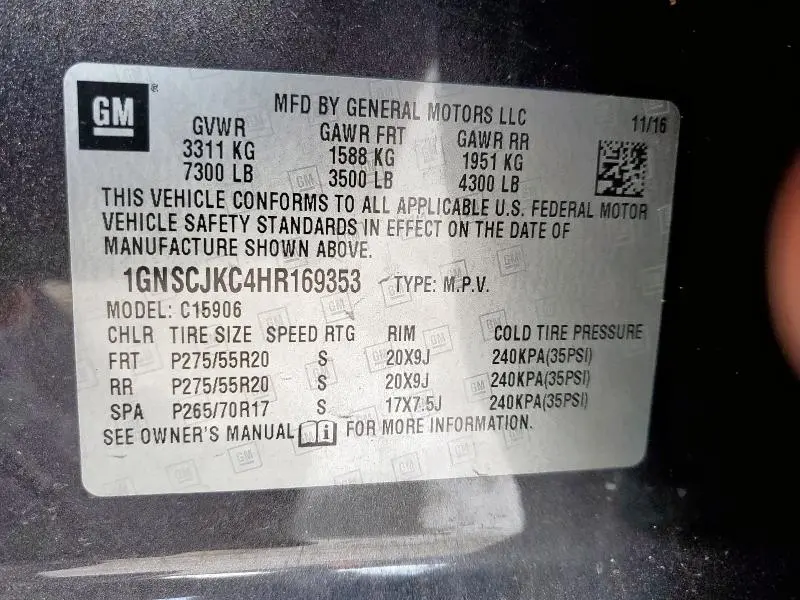 GM®
MFD BY GENERAL MOTORS LLC
11/16
GVWR GAWR FRT GAWR RR
3311 KG 1588 KG 1951 KG
7300 LB 3500 LB 4300 LB
THIS VEHICLE CONFORMS TO ALL APPLICABLE U.S. FEDERAL MOTOR
VEHICLE SAFETY STANDARDS IN EFFECT ON THE DATE OF
MANUFACTURE SHOWN ABOVE.
1GNSCJKC4HR169353 TYPE: M.P.V.
MODEL: C15906
CHLR TIRE SIZE SPEED RTG RIM COLD TIRE PRESSURE
FRT P275/55R20 S 20X9J 240KPA(35PSI)
RR P275/55R20 S 20X9J 240KPA(35PSI)
SPA P265/70R17 S 17X7.5J 240KPA(35PSI)
SEE OWNER'S MANUAL FOR MORE INFORMATION.